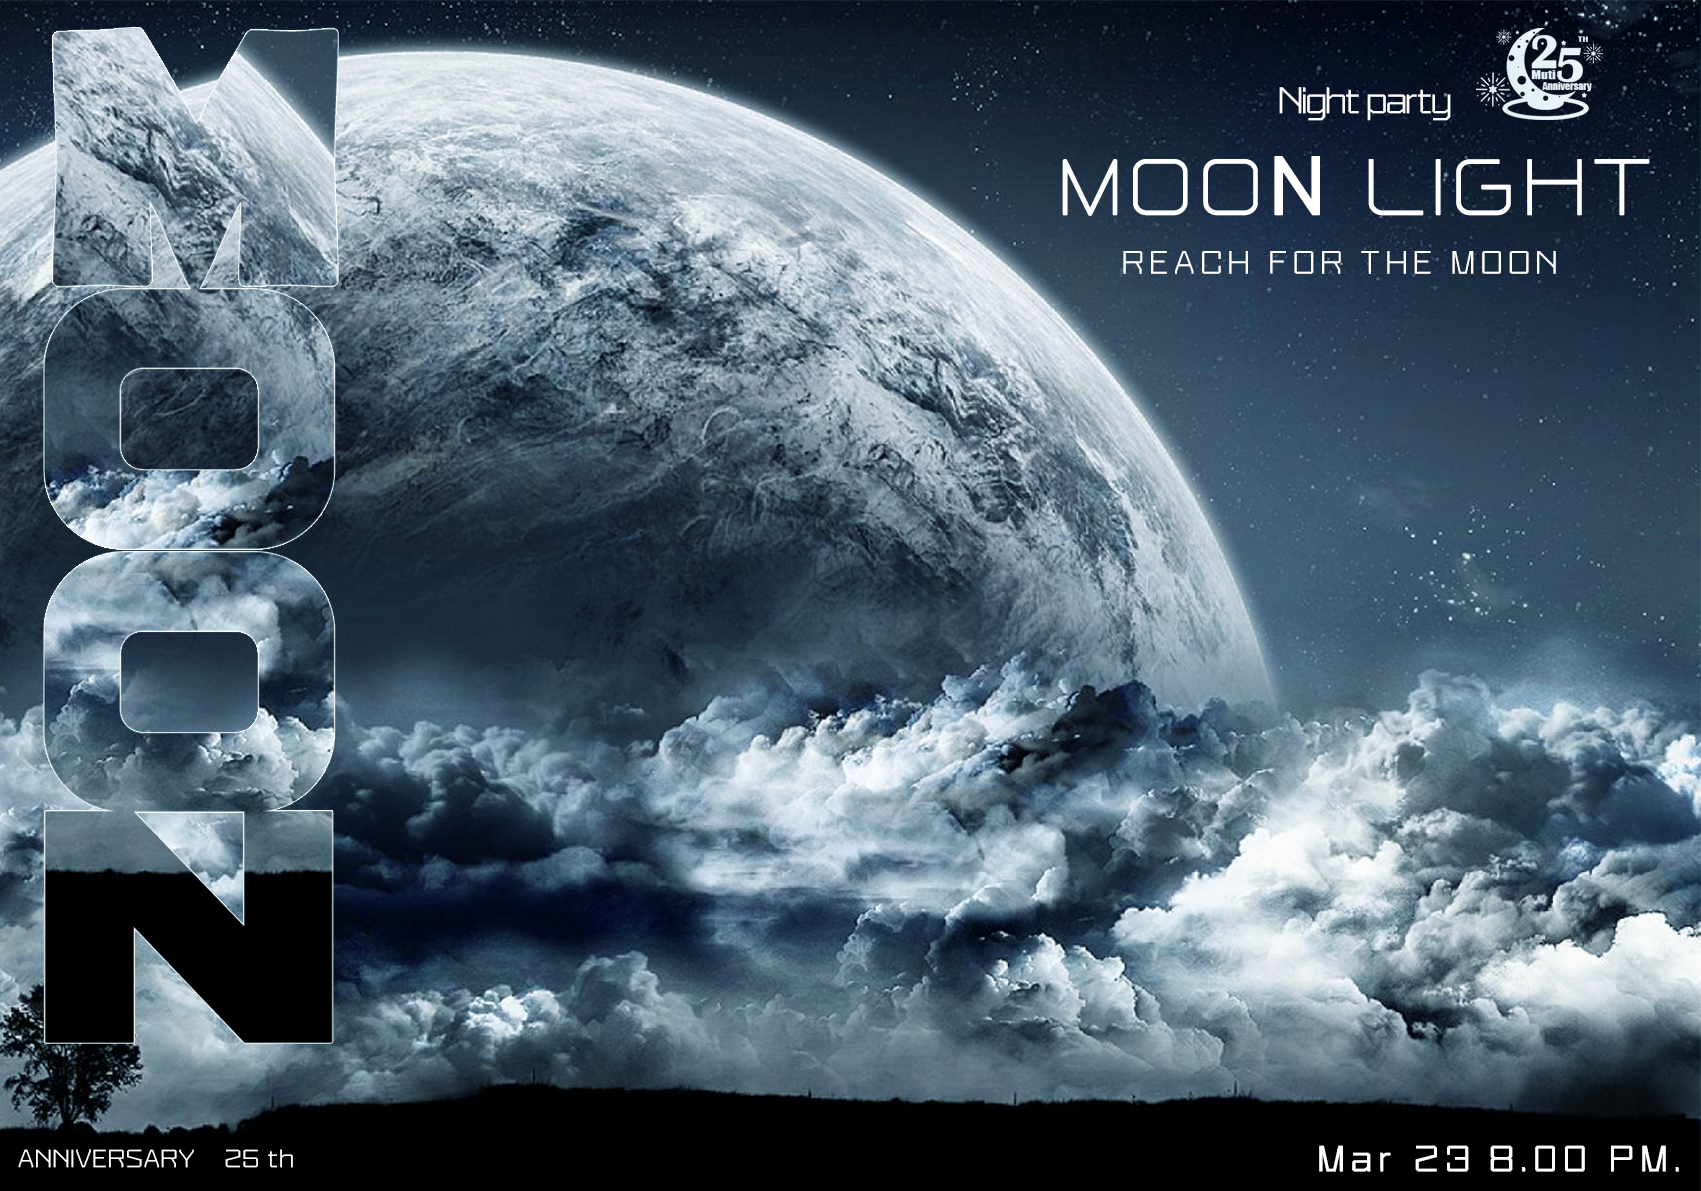 MOON
25 TH
Muti
Anniversary
Night party
MOON LIGHT
REACH FOR THE MOON
ANNIVERSARY 25 th
Mar 23 8.00 PM.